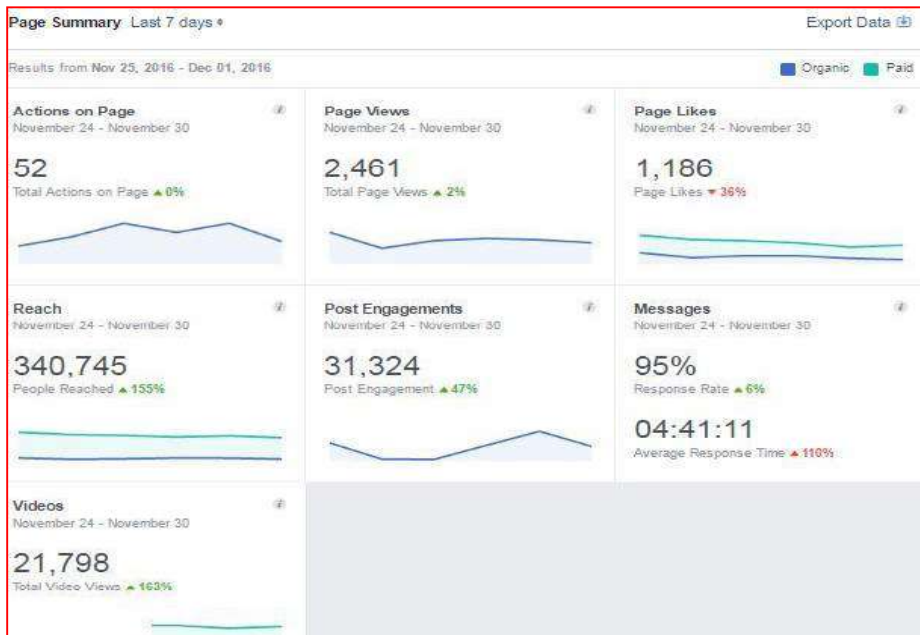 Page Summary Last 7 days
Export Data
Results from Nov 25, 2016 - Dec 01, 2016
Organic Paid
Actions on Page
November 24 - November 30
52
Total Actions on Page ▲ 0%
Page Views
November 24 - November 30
2,461
Total Page Views ▲ 2%
Page Likes
November 24 - November 30
1,186
Page Likes ▼ 36%
Reach
November 24 - November 30
340,745
People Reached ▲ 155%
Post Engagements
November 24 - November 30
31,324
Post Engagement ▲ 47%
Messages
November 24 - November 30
95%
Response Rate ▲ 6%
04:41:11
Average Response Time ▲ 110%
Videos
November 24 - November 30
21,798
Total Video Views ▲ 163%